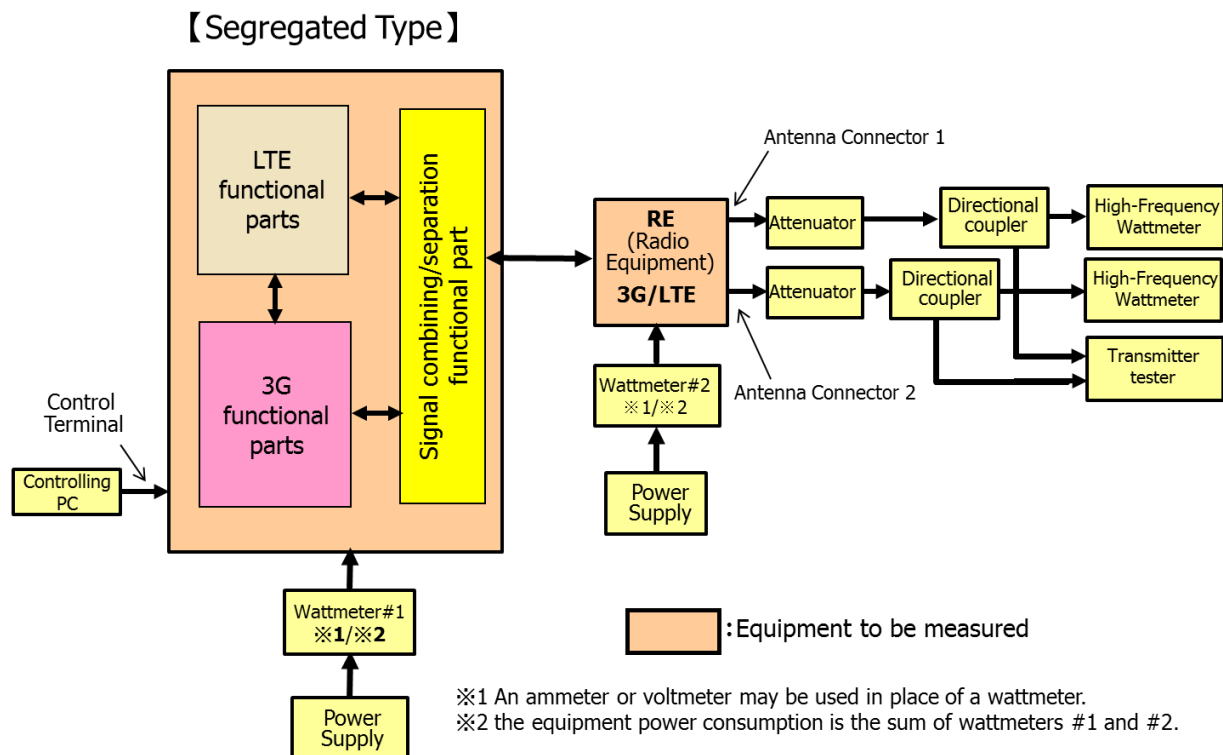 【Segregated Type】
LTE
functional
parts
3G
functional
parts
Signal combining/separation
functional part
Control
Terminal
Controlling
PC
Wattmeter#1
※1/※2
Power
Supply
RE
(Radio
Equipment)
3G/LTE
Wattmeter#2
※1/※2
Power
Supply
Antenna Connector 1
Antenna Connector 2
Attenuator
Attenuator
Directional
coupler
Directional
coupler
High-Frequency
Wattmeter
High-Frequency
Wattmeter
Transmitter
tester
:Equipment to be measured
※1 An ammeter or voltmeter may be used in place of a wattmeter.
※2 the equipment power consumption is the sum of wattmeters #1 and #2.